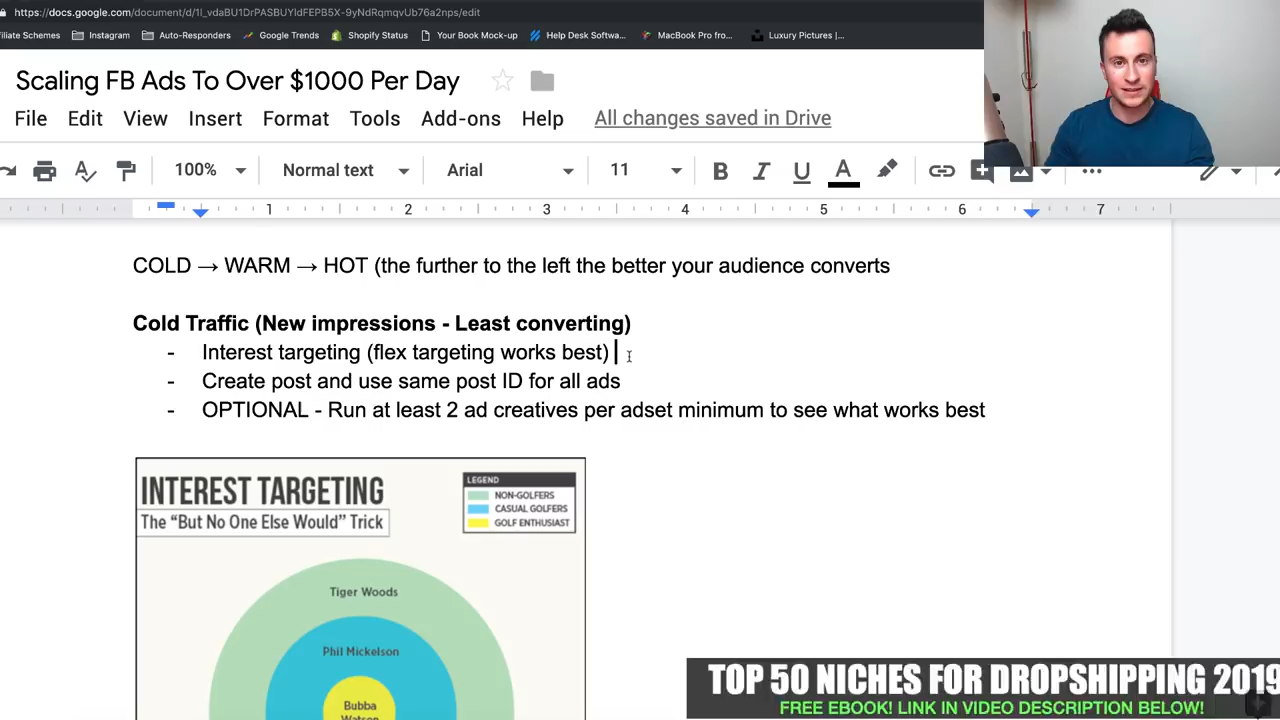 https://docs.google.com/document/d/1l_vdaBU1DrPASBUYldFEPB5X-9yNdRqmqvUb76a2nps/edit
iliate Schemes Instagram Auto-Responders Google Trends Shopify Status Your Book Mock-up Help Desk Softwa... MacBook Pro fro... Luxury Pictures |...
Scaling FB Ads To Over $1000 Per Day
File Edit View Insert Format Tools Add-ons Help All changes saved in Drive
100% Normal text Arial 11 B I U A
1 2 3 4 5 6 7
COLD → WARM → HOT (the further to the left the better your audience converts
Cold Traffic (New impressions - Least converting)
- Interest targeting (flex targeting works best)
- Create post and use same post ID for all ads
- OPTIONAL - Run at least 2 ad creatives per adset minimum to see what works best
INTEREST TARGETING
The “But No One Else Would” Trick
LEGEND
NON-GOLFERS
CASUAL GOLFERS
GOLF ENTHUSIAST
Tiger Woods
Phil Mickelson
Bubba
Watson
TOP 50 NICHES FOR DROPSHIPPING 2019
FREE EBOOK! LINK IN VIDEO DESCRIPTION BELOW!